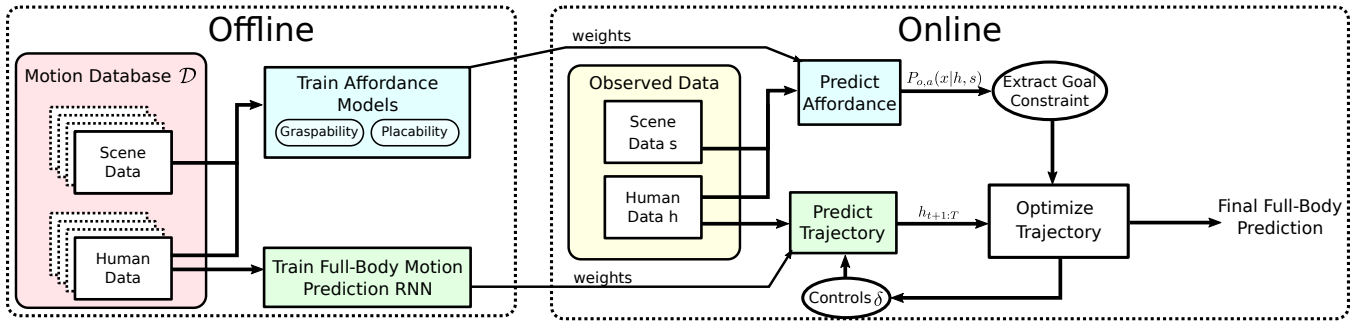 Offline
Motion Database 𝒟
Scene
Data
Human
Data
Train Affordance
Models
Graspability
Placability
Train Full-Body Motion
Prediction RNN
weights
weights
Online
Observed Data
Scene
Data s
Human
Data h
Predict
Affordance
P_{o,a}(x|h, s)
Extract Goal
Constraint
Predict
Trajectory
h_{t+1:T}
Optimize
Trajectory
Controls δ
Final Full-Body
Prediction